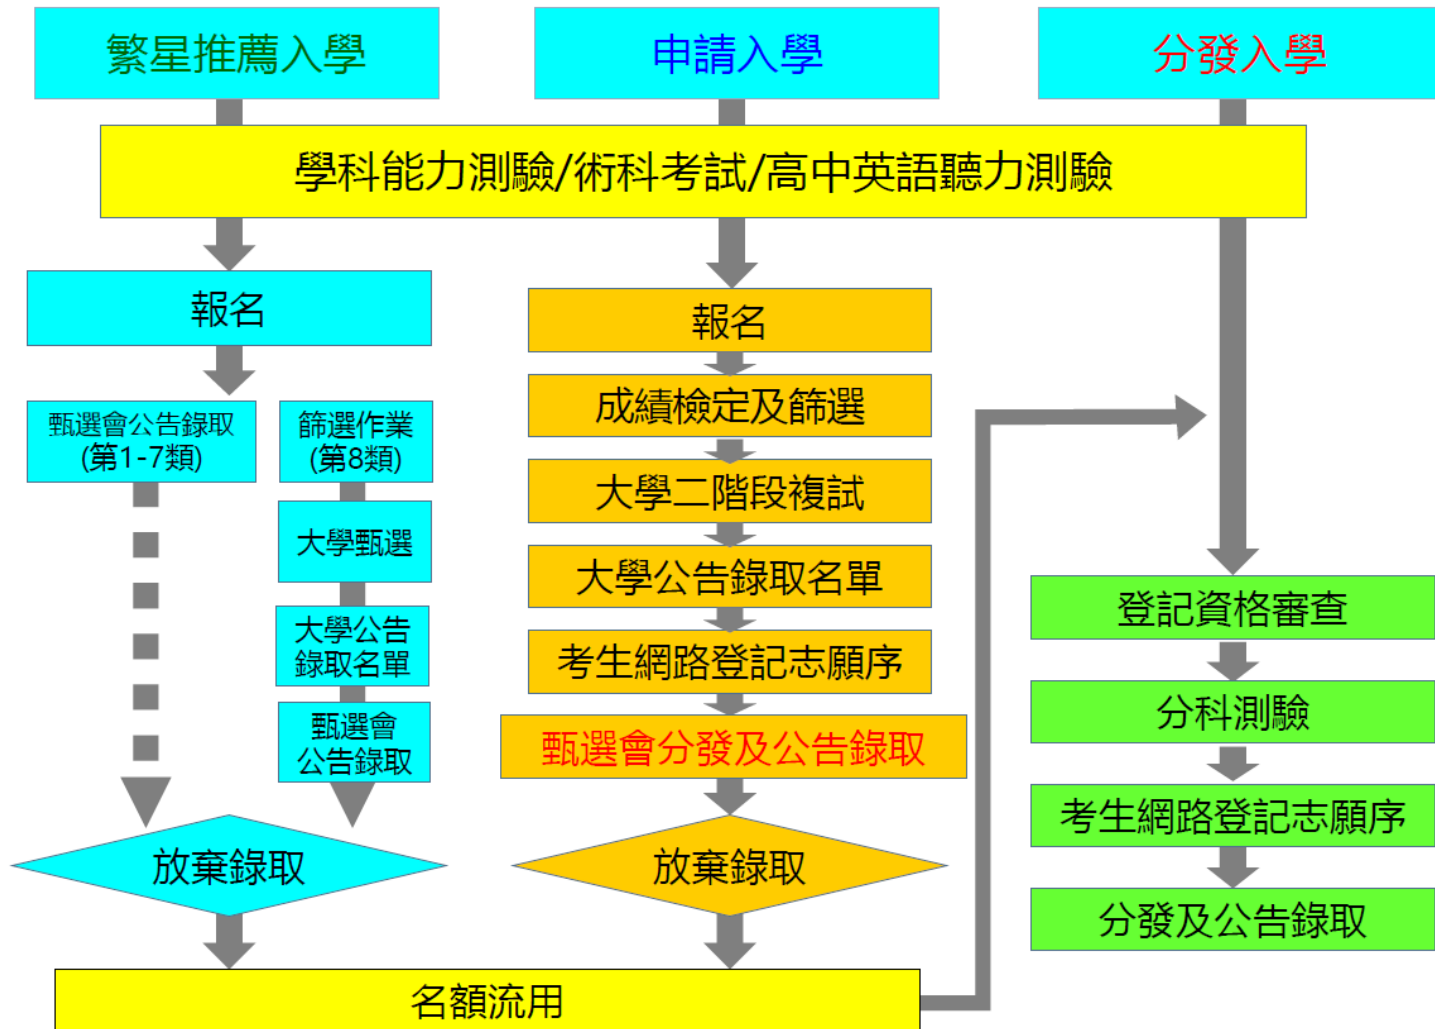 繁星推薦入學
申請入學
分發入學
學科能力測驗/術科考試/高中英語聽力測驗
報名
甄選會公告錄取
(第1-7類)
篩選作業
(第8類)
大學甄選
大學公告
錄取名單
甄選會
公告錄取
放棄錄取
報名
成績檢定及篩選
大學二階段複試
大學公告錄取名單
考生網路登記志願序
甄選會分發及公告錄取
放棄錄取
名額流用
登記資格審查
分科測驗
考生網路登記志願序
分發及公告錄取